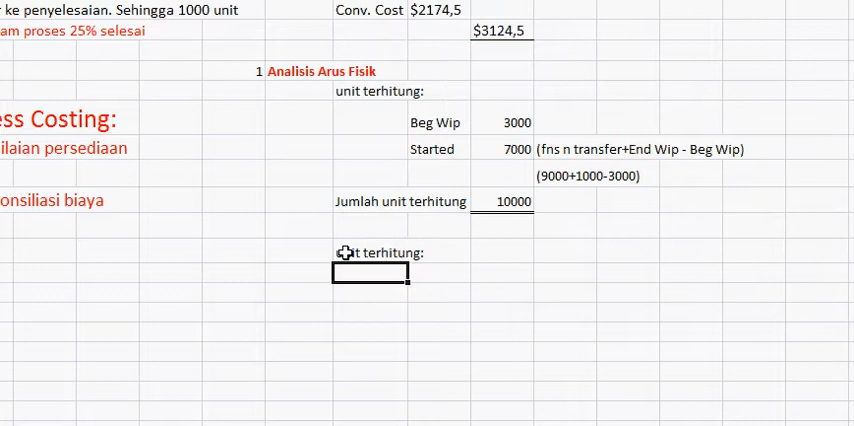 r ke penyelesaian. Sehingga 1000 unit Conv. Cost $2174,5
am proses 25% selesai $3124,5
1 Analisis Arus Fisik
unit terhitung:
ess Costing: Beg Wip 3000
ilaian persediaan Started 7000 (fns n transfer+End Wip - Beg Wip)
(9000+1000-3000)
onsiliasi biaya Jumlah unit terhitung 10000
it terhitung: